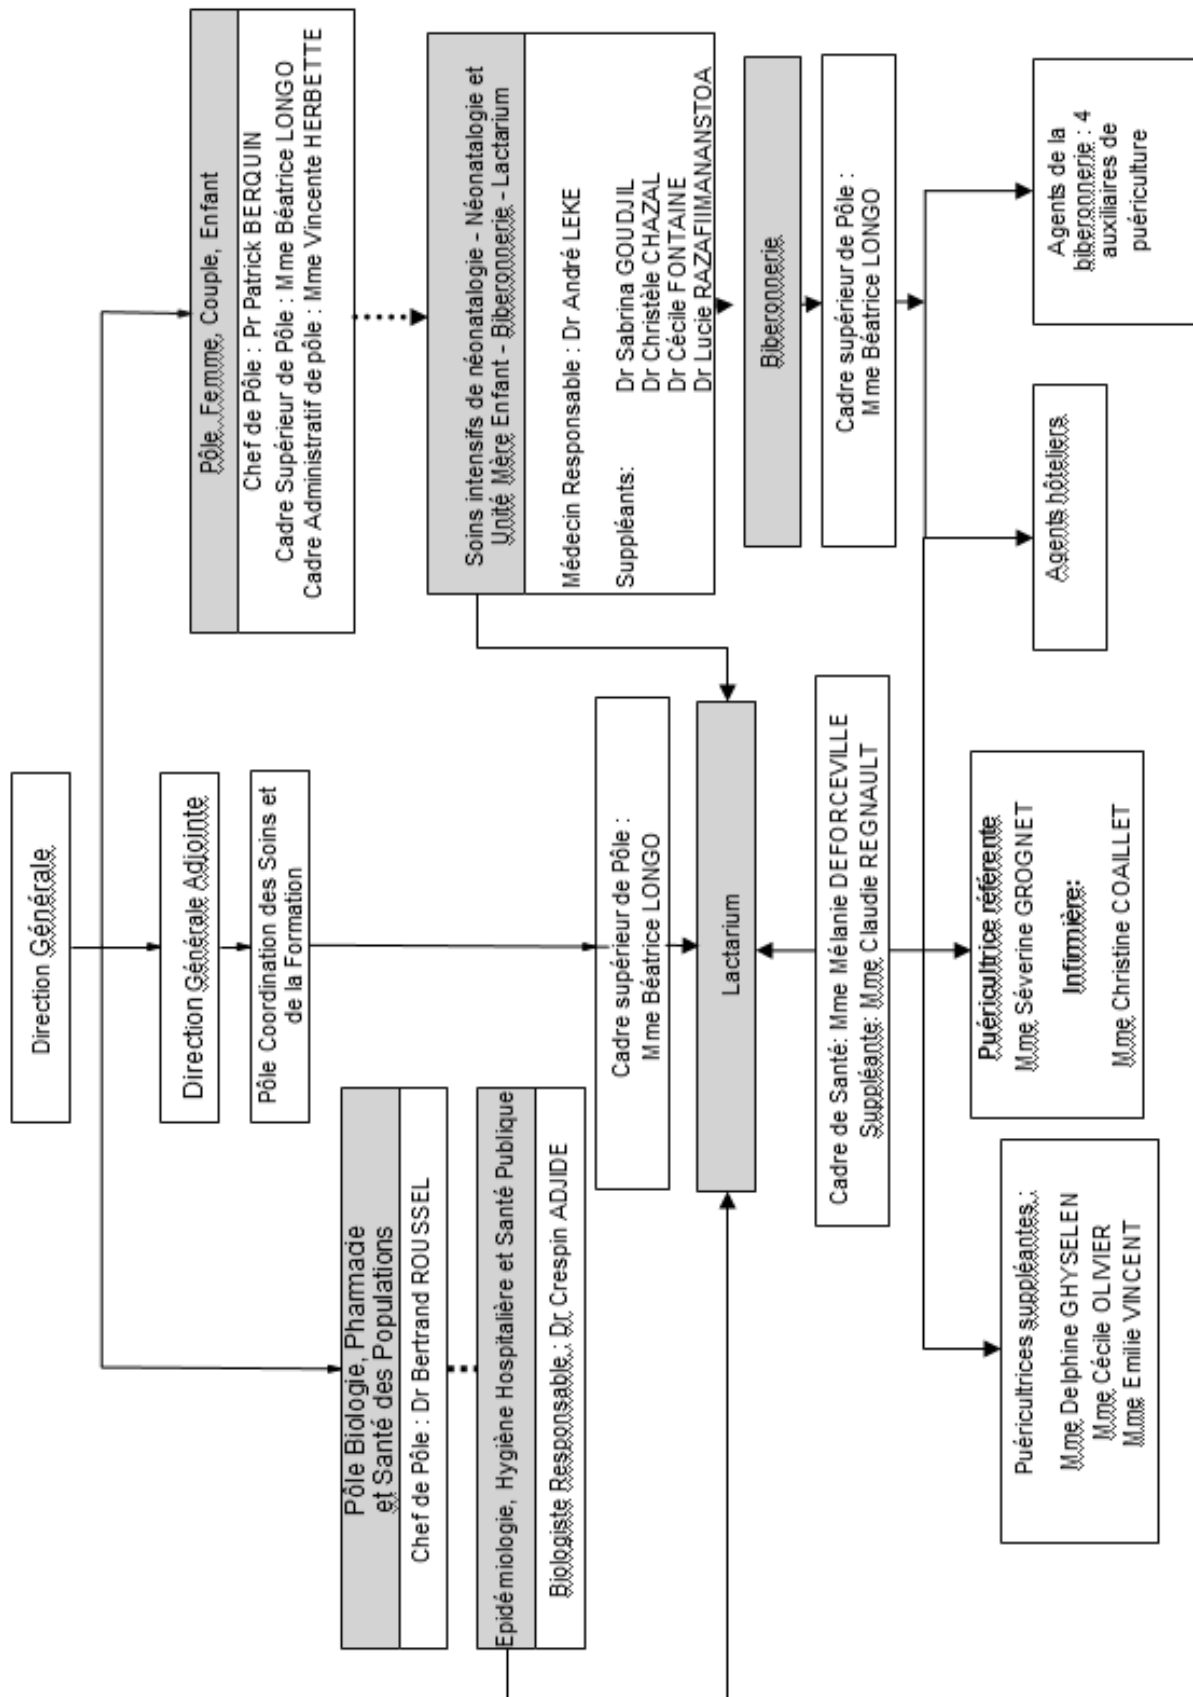 Direction Générale
Direction Générale Adjointe
Pôle Coordination des Soins et
de la Formation
Pôle Biologie, Pharmacie
et Santé des Populations
Chef de Pôle : Dr Bertrand ROUSSEL
Epidémiologie, Hygiène Hospitalière et Santé Publique
Biologiste Responsable : Dr Crespin ADJIDE
Pôle Femme, Couple, Enfant
Chef de Pôle : Pr Patrick BERQUIN
Cadre Supérieur de Pôle : Mme Béatrice LONGO
Cadre Administratif de pôle : Mme Vincente HERBETTE
Soins intensifs de néonatalogie - Néonatalogie et
Unité Mère Enfant - Biberonnerie - Lactarium
Médecin Responsable : Dr André LEKE
Suppléants: Dr Sabrina GOUDJIL
Dr Christèle CHAZAL
Dr Cécile FONTAINE
Dr Lucie RAZAFIIMANANSTOA
Cadre supérieur de Pôle :
Mme Béatrice LONGO
Lactarium
Biberonnerie
Cadre supérieur de Pôle :
Mme Béatrice LONGO
Cadre de Santé: Mme Mélanie DEFORCEVILLE
Suppléante: Mme Claudie REGNAULT
Puéricultrices suppléantes :
Mme Delphine GHYSELEN
Mme Cécile OLIVIER
Mme Emilie VINCENT
Puéricultrice référente
Mme Séverine GROGNET
Infirmière:
Mme Christine COAILLET
Agents hôteliers
Agents de la
biberonnerie : 4
auxiliaires de
puériculture